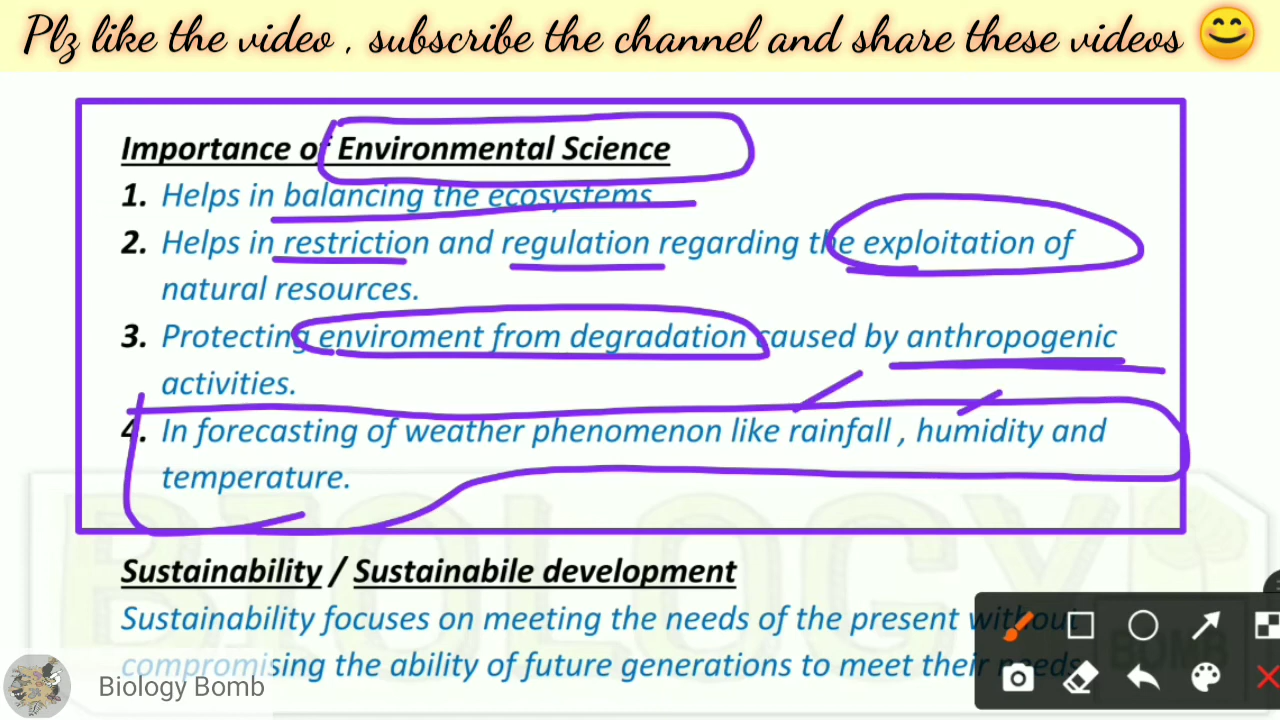 Plz like the video , subscribe the channel and share these videos
Importance of Environmental Science
1. Helps in balancing the ecosystems
2. Helps in restriction and regulation regarding the exploitation of
natural resources.
3. Protecting enviroment from degradation caused by anthropogenic
activities.
4. In forecasting of weather phenomenon like rainfall , humidity and
temperature.
Sustainability / Sustainabile development
Sustainability focuses on meeting the needs of the present without
compromising the ability of future generations to meet their needs
Biology Bomb
BIOLOGY
BOMB